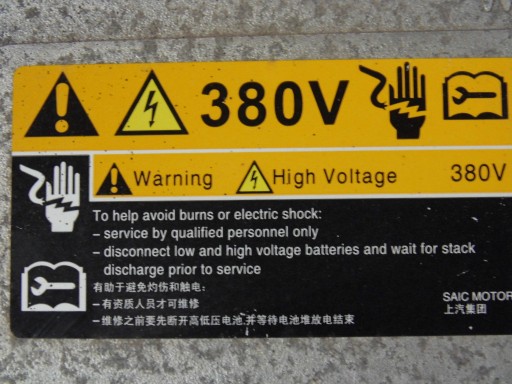 380V
Warning High Voltage 380V
To help avoid burns or electric shock:
– service by qualified personnel only
– disconnect low and high voltage batteries and wait for stack
discharge prior to service
有助于避免灼伤和触电:
– 有资质人员才可维修
– 维修之前要先断开高低压电池,并等待电池堆放电结束
SAIC MOTOR
上汽集团